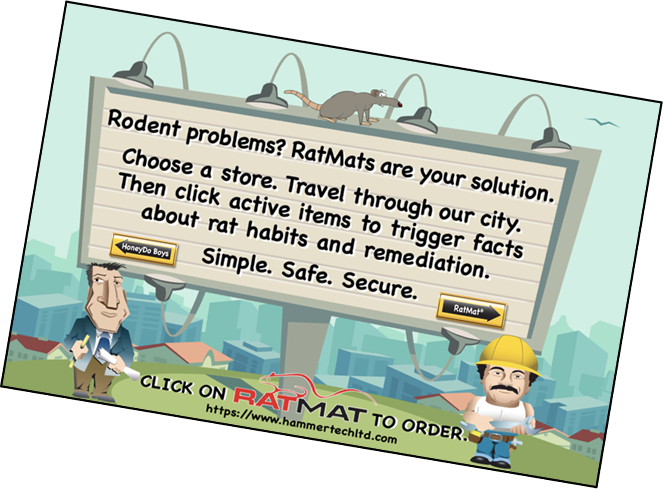 Rodent problems? RatMats are your solution.
Choose a store. Travel through our city.
Then click active items to trigger facts
about rat habits and remediation.
Simple. Safe. Secure.
HoneyDo Boys
RatMat®
CLICK ON RATMAT TO ORDER.
https://www.hammertechltd.com